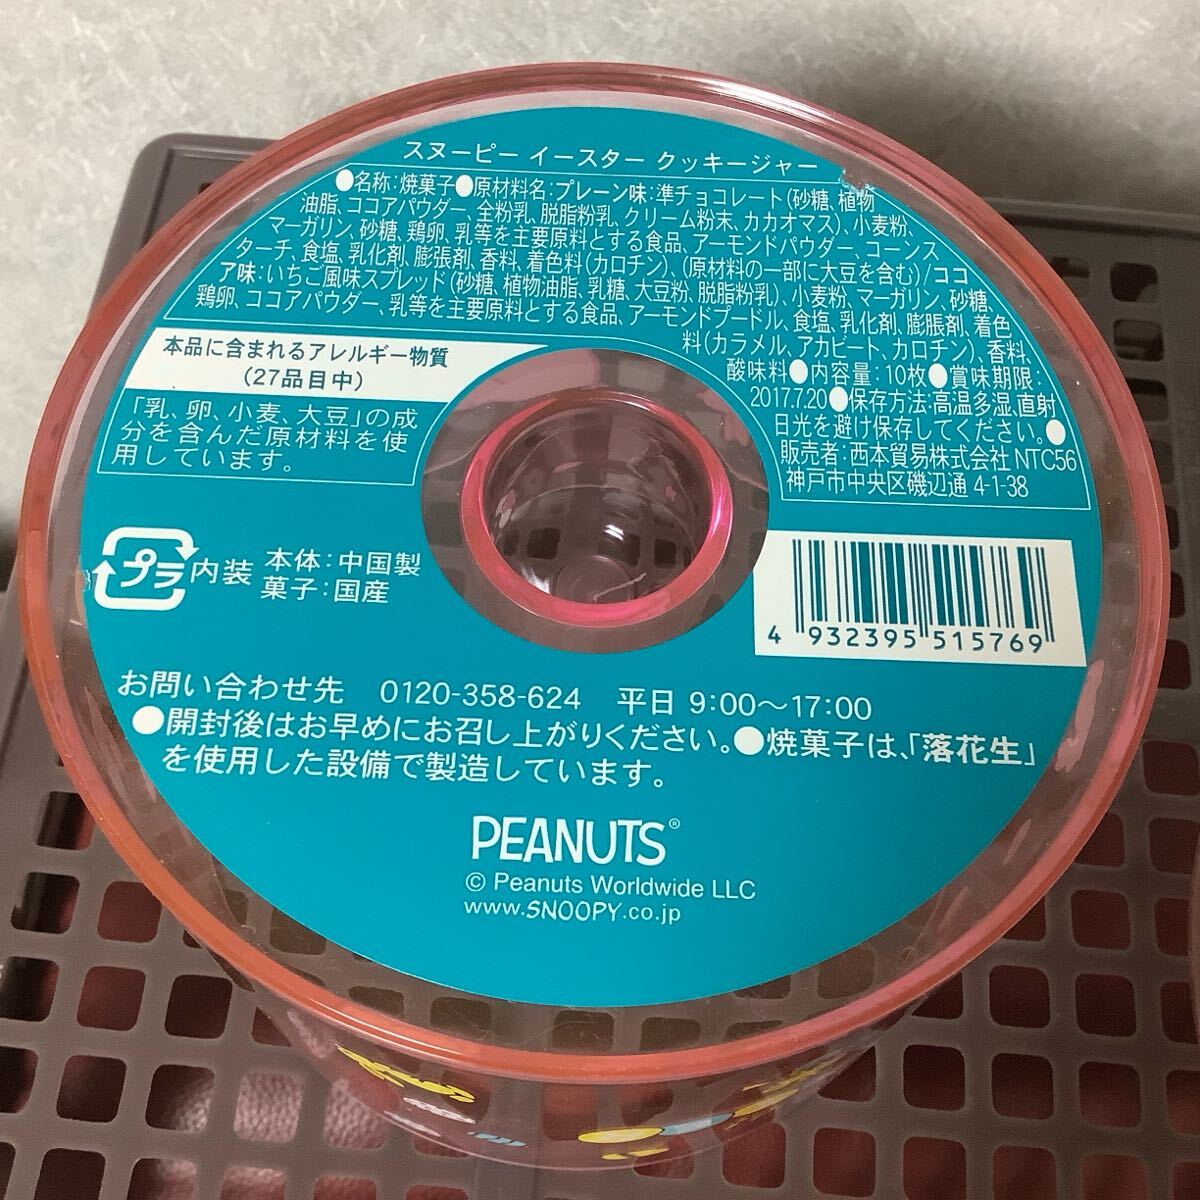 スヌーピー イースター クッキージャー
●名称:焼菓子●原材料名:プレーン味:準チョコレート(砂糖、植物
油脂、ココアパウダー、全粉乳、脱脂粉乳、クリーム粉末、カカオマス)、小麦粉、
マーガリン、砂糖、鶏卵、乳等を主要原料とする食品、アーモンドパウダー、コーンス
ターチ、食塩、乳化剤、膨張剤、香料、着色料(カロチン)、(原材料の一部に大豆を含む)/ココ
ア味:いちご風味スプレッド(砂糖、植物油脂、乳糖、大豆粉、脱脂粉乳)、小麦粉、マーガリン、砂糖、
鶏卵、ココアパウダー、乳等を主要原料とする食品、アーモンドプードル、食塩、乳化剤、膨脹剤、着色
料(カラメル、アカビート、カロチン)、香料、
酸味料●内容量:10枚●賞味期限:
2017.7.20●保存方法:高温多湿、直射
日光を避け保存してください。●
販売者:西本貿易株式会社 NTC56
神戸市中央区磯辺通 4-1-38
本品に含まれるアレルギー物質
(27品目中)
「乳、卵、小麦、大豆」の成
分を含んだ原材料を使
用しています。
プラ 内装 本体:中国製
菓子:国産
4 932395 515769
お問い合わせ先 0120-358-624 平日 9:00〜17:00
●開封後はお早めにお召し上がりください。●焼菓子は、「落花生」
を使用した設備で製造しています。
PEANUTS®
© Peanuts Worldwide LLC
www.SNOOPY.co.jp